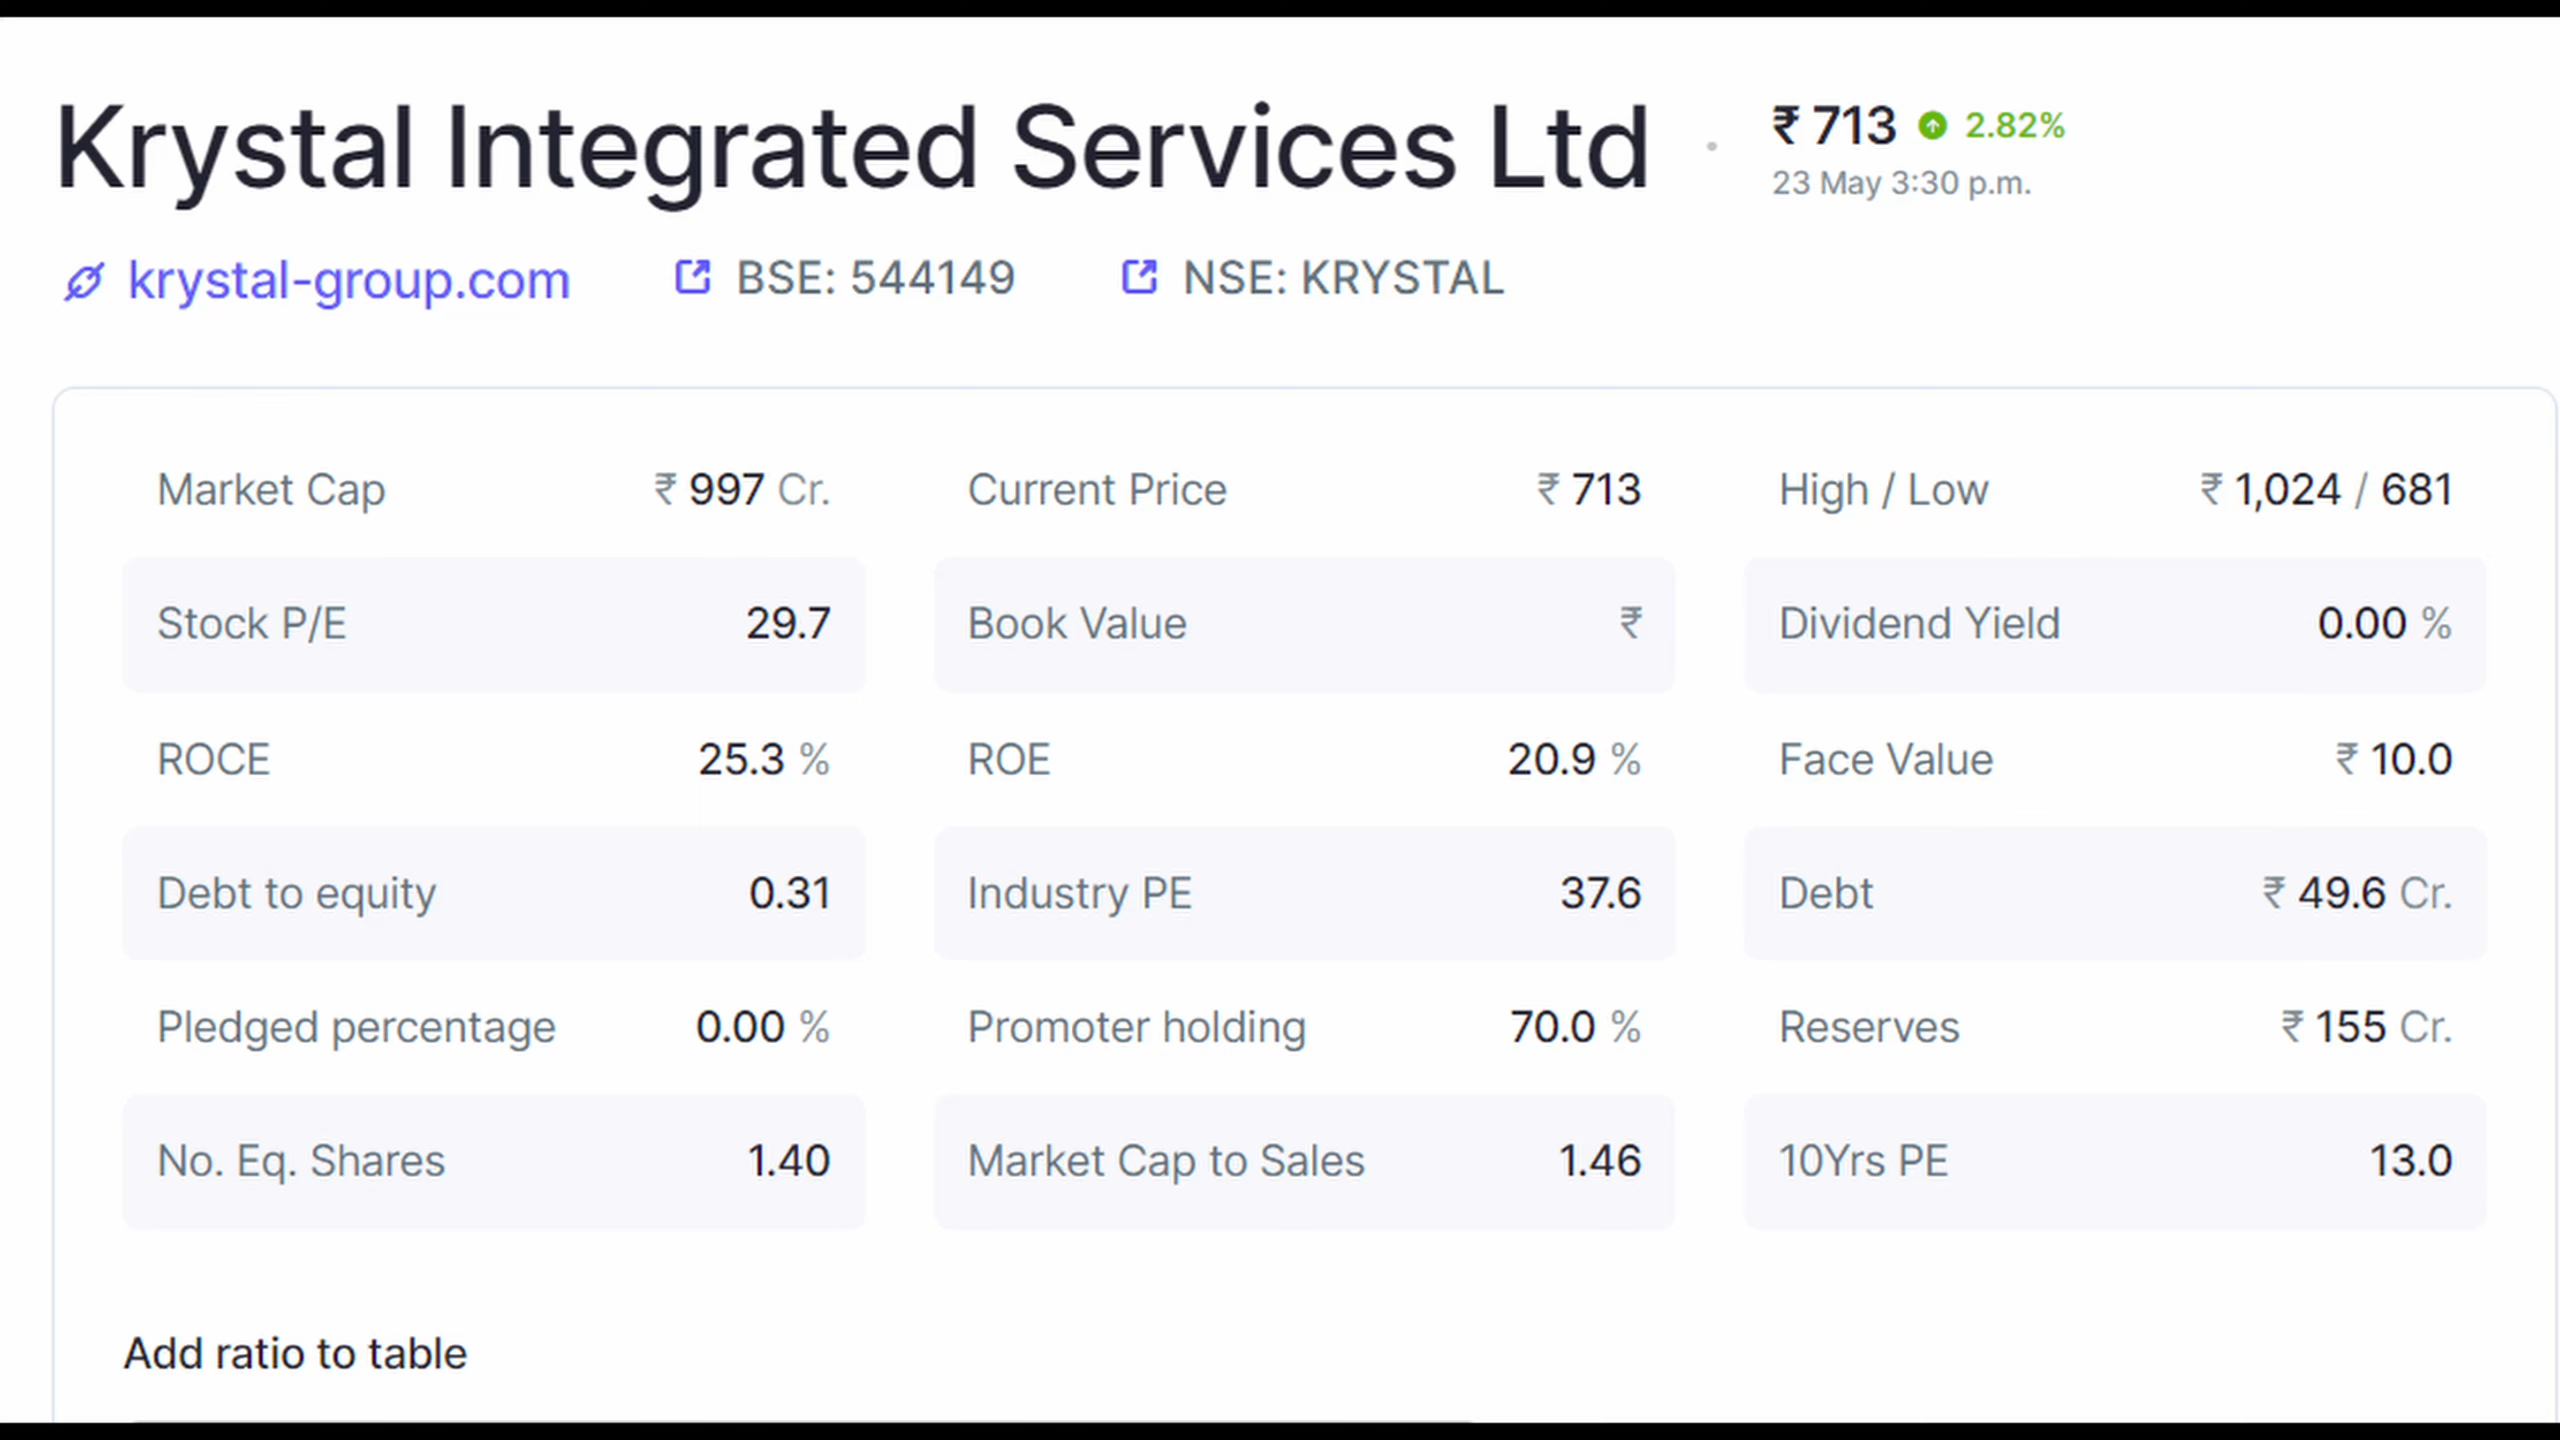 Krystal Integrated Services Ltd · ₹ 713 2.82%
23 May 3:30 p.m.
krystal-group.com BSE: 544149 NSE: KRYSTAL
Market Cap ₹ 997 Cr. Current Price ₹ 713 High / Low ₹ 1,024 / 681
Stock P/E 29.7 Book Value ₹ Dividend Yield 0.00 %
ROCE 25.3 % ROE 20.9 % Face Value ₹ 10.0
Debt to equity 0.31 Industry PE 37.6 Debt ₹ 49.6 Cr.
Pledged percentage 0.00 % Promoter holding 70.0 % Reserves ₹ 155 Cr.
No. Eq. Shares 1.40 Market Cap to Sales 1.46 10Yrs PE 13.0
Add ratio to table